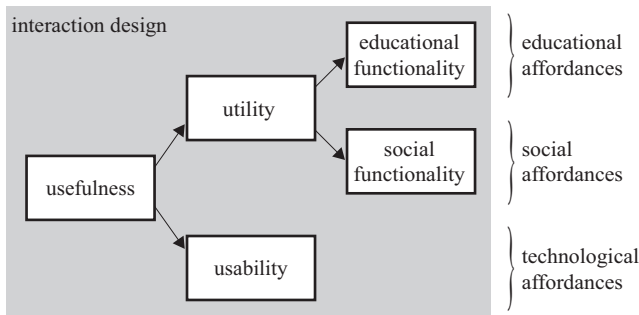 interaction design
educational
functionality
educational
affordances
utility
social
functionality
social
affordances
usefulness
usability
technological
affordances